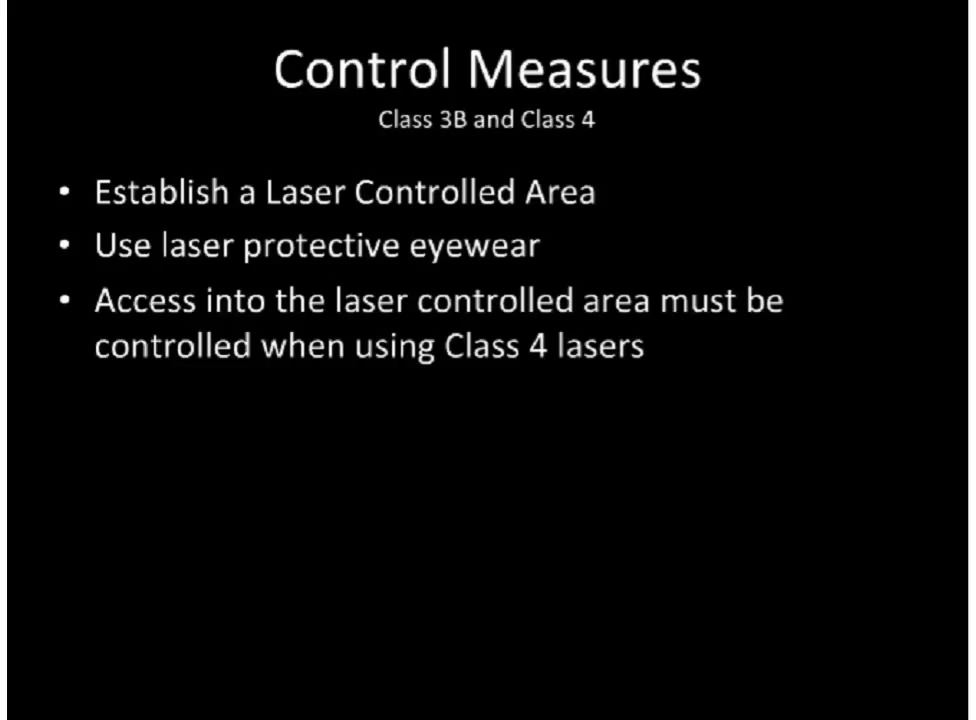 Control Measures
Class 3B and Class 4
• Establish a Laser Controlled Area
• Use laser protective eyewear
• Access into the laser controlled area must be
controlled when using Class 4 lasers